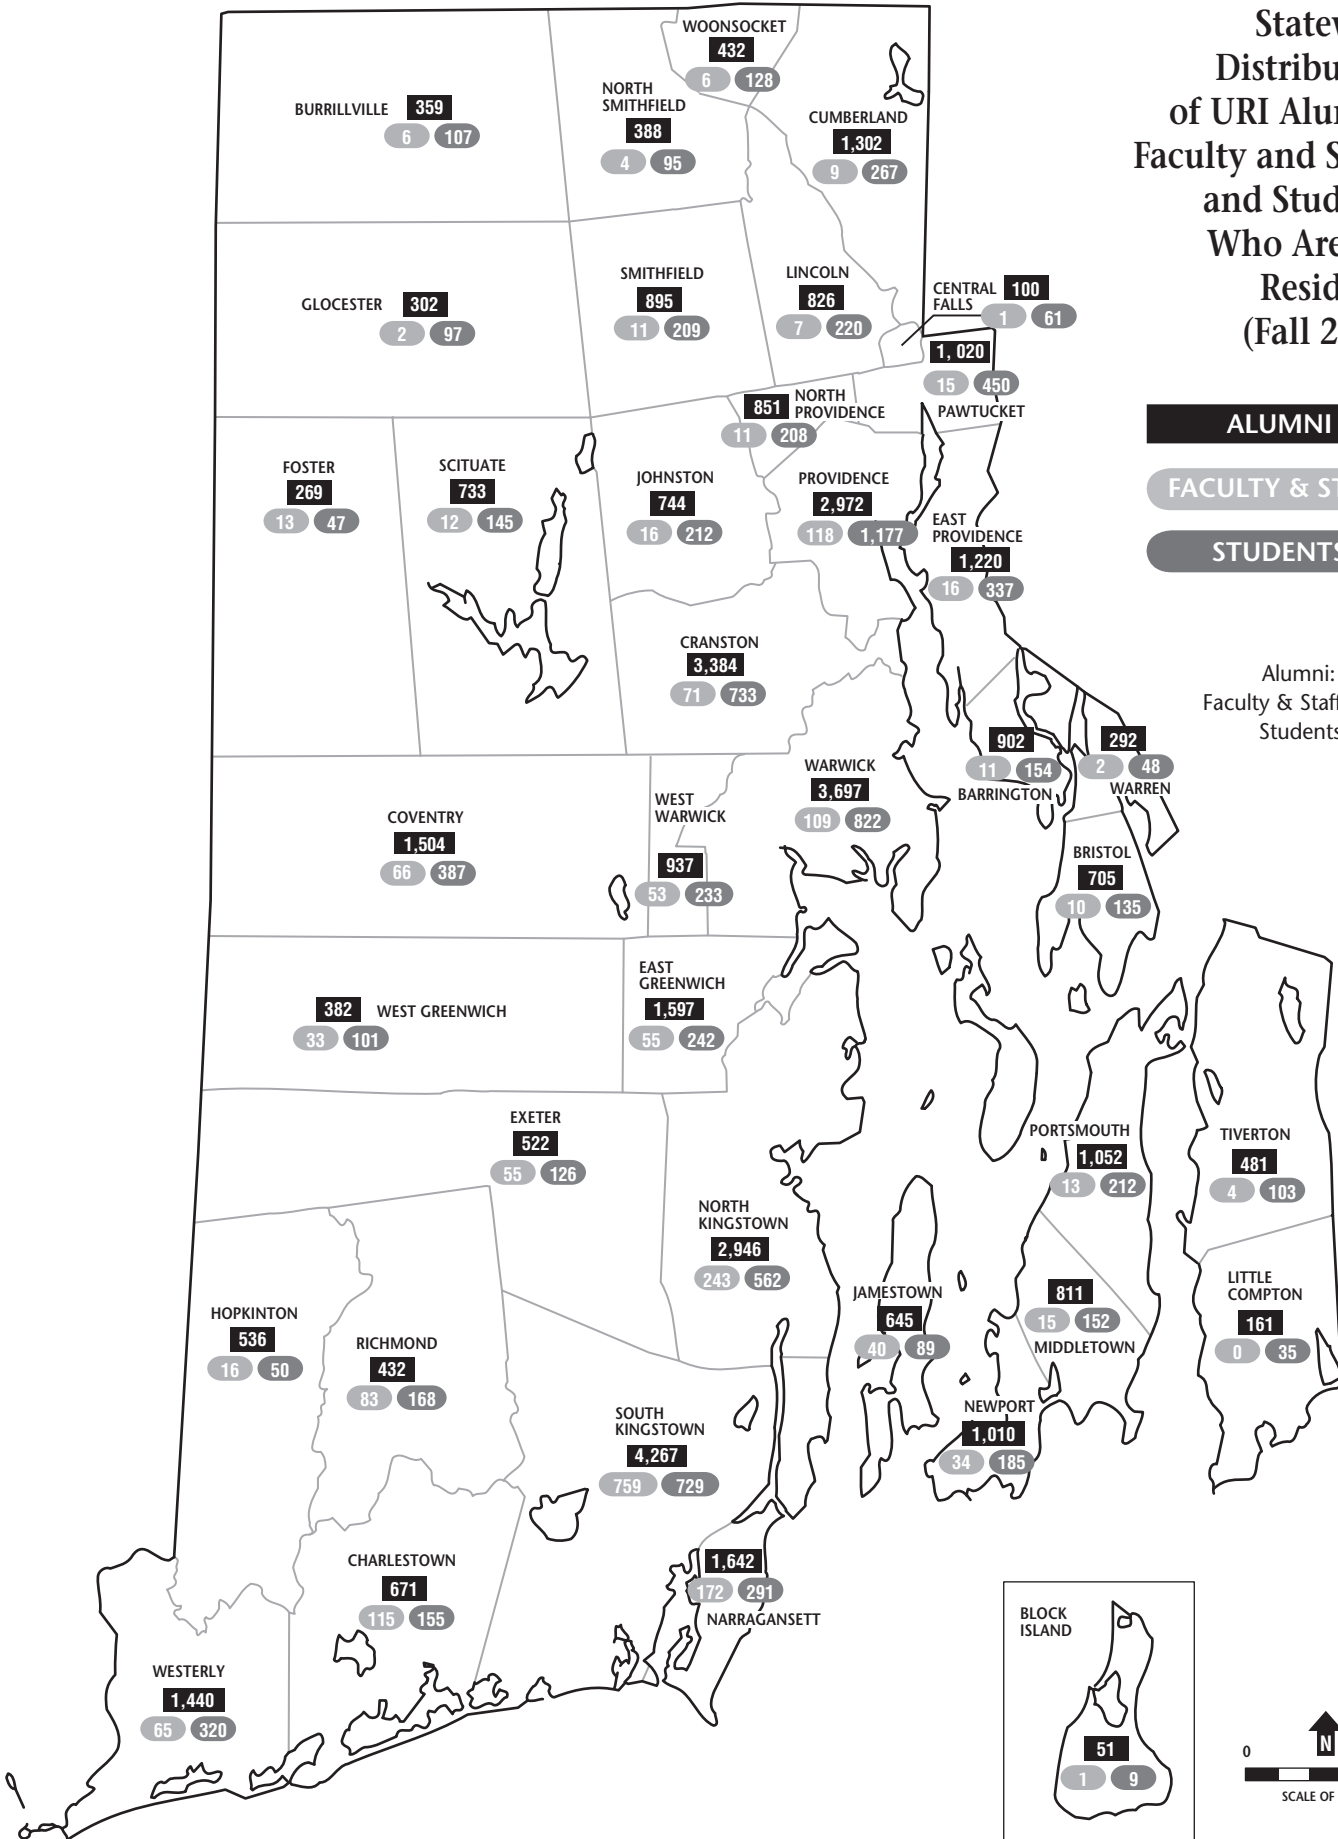 Distribu
of URI Alu
Faculty and S
and Stud
Who Are
Resid
(Fall 2
ALUMNI
FACULTY & ST
STUDENTS
Alumni:
Faculty & Staff
Students
WOONSOCKET
432
6 128
BURRILLVILLE 359
6 107
NORTH
SMITHFIELD
388
4 95
CUMBERLAND
1,302
9 267
GLOCESTER 302
2 97
SMITHFIELD
895
11 209
LINCOLN
826
7 220
CENTRAL
FALLS
100
1 61
1, 020
15 450
PAWTUCKET
851
NORTH
PROVIDENCE
11 208
FOSTER
269
13 47
SCITUATE
733
12 145
JOHNSTON
744
16 212
PROVIDENCE
2,972
118 1,177
EAST
PROVIDENCE
1,220
16 337
CRANSTON
3,384
71 733
902
11 154
BARRINGTON
292
2 48
WARREN
COVENTRY
1,504
66 387
WEST
WARWICK
937
53 233
WARWICK
3,697
109 822
BRISTOL
705
10 135
382 WEST GREENWICH
33 101
EAST
GREENWICH
1,597
55 242
EXETER
522
55 126
PORTSMOUTH
1,052
13 212
TIVERTON
481
4 103
NORTH
KINGSTOWN
2,946
243 562
HOPKINTON
536
16 50
RICHMOND
432
83 168
JAMESTOWN
645
40 89
811
15 152
MIDDLETOWN
LITTLE
COMPTON
161
0 35
SOUTH
KINGSTOWN
4,267
759 729
NEWPORT
1,010
34 185
CHARLESTOWN
671
115 155
1,642
172 291
NARRAGANSETT
WESTERLY
1,440
65 320
BLOCK
ISLAND
51
1 9
N
0
SCALE OF